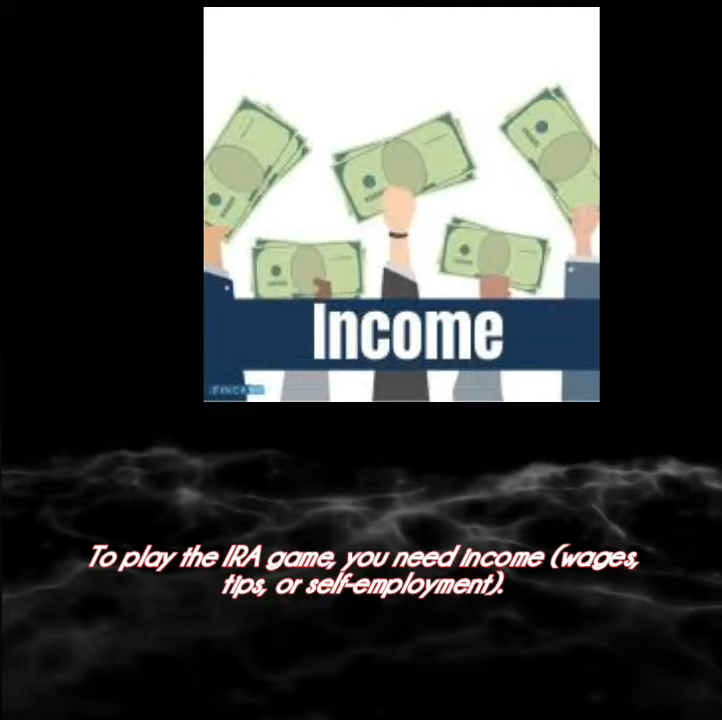 Income
To play the IRA game, you need income (wages,
tips, or self-employment).